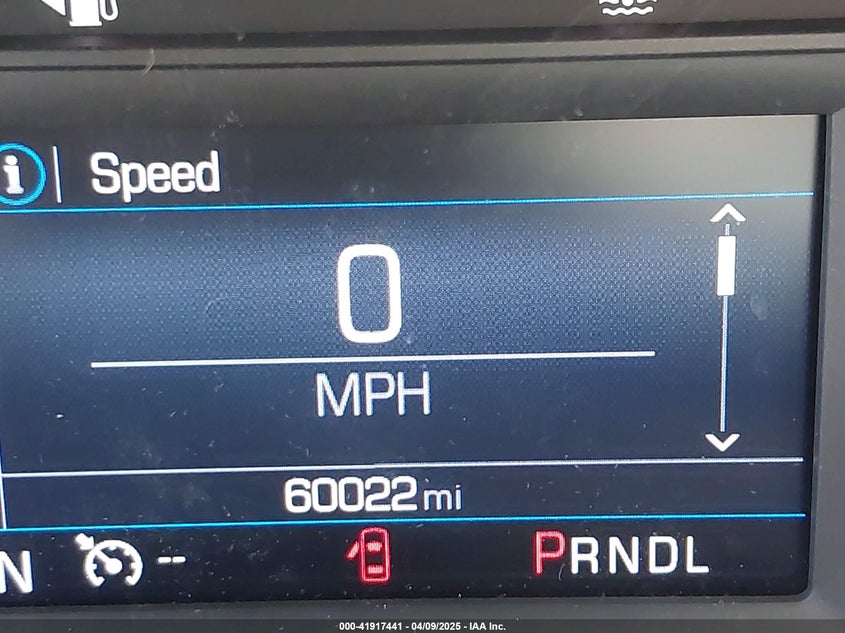 i | Speed
0
MPH
60022 mi
N -- PRNDL
000-41917441 - 04/09/2025 - IAA Inc.